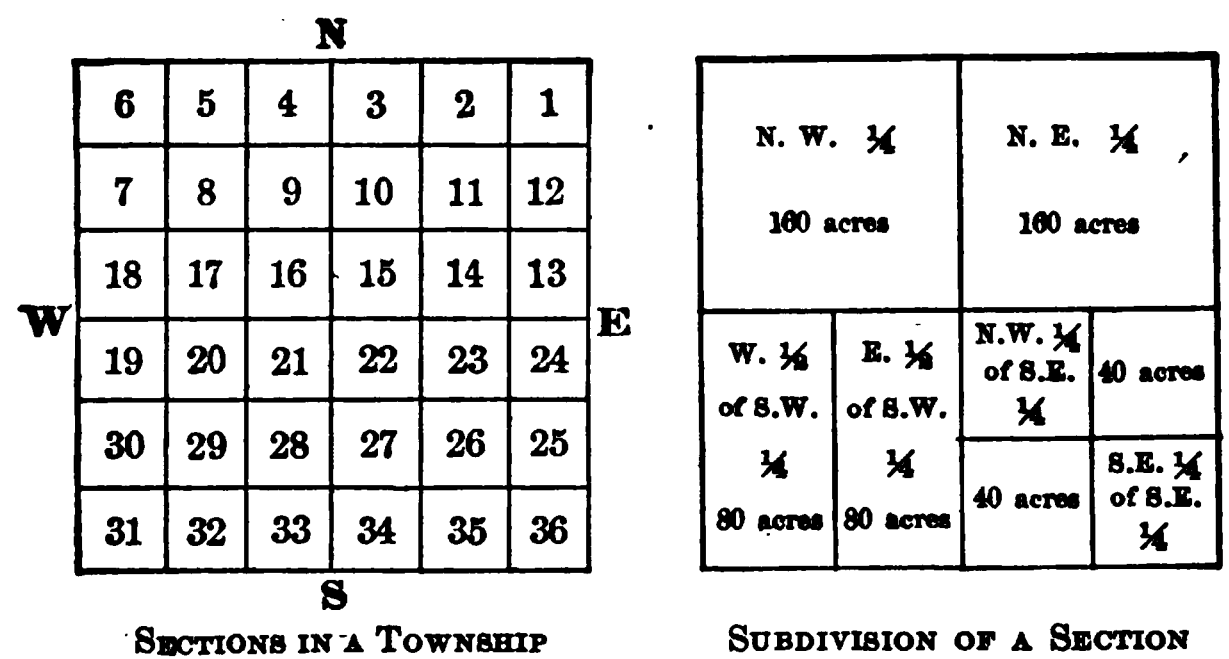 N
6 5 4 3 2 1
7 8 9 10 11 12
18 17 16 15 14 13
W
E
19 20 21 22 23 24
30 29 28 27 26 25
31 32 33 34 35 36
S
SECTIONS IN A TOWNSHIP
N. W. ¼
160 acres
N. E. ¼
160 acres
W. ½
of S.W.
¼
80 acres
E. ½
of S.W.
¼
80 acres
N.W. ¼
of S.E.
¼
40 acres
40 acres
S.E. ¼
of S.E.
¼
SUBDIVISION OF A SECTION